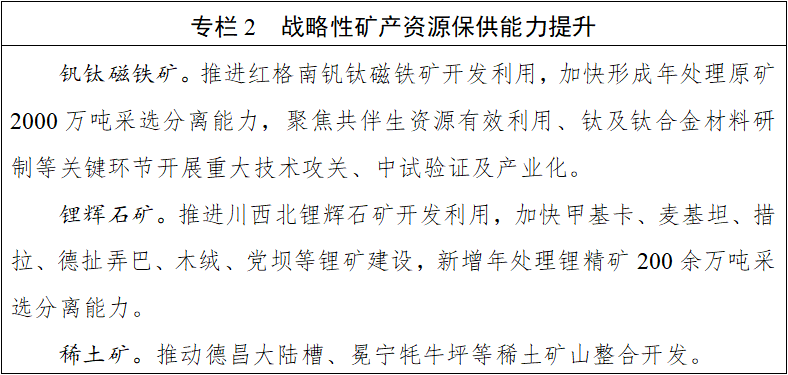 专栏 2　战略性矿产资源保供能力提升
钒钛磁铁矿。推进红格南钒钛磁铁矿开发利用，加快形成年处理原矿
2000 万吨采选分离能力，聚焦共伴生资源有效利用、钛及钛合金材料研
制等关键环节开展重大技术攻关、中试验证及产业化。
锂辉石矿。推进川西北锂辉石矿开发利用，加快甲基卡、麦基坦、措
拉、德扯弄巴、木绒、党坝等锂矿建设，新增年处理锂精矿 200 余万吨采
选分离能力。
稀土矿。推动德昌大陆槽、冕宁牦牛坪等稀土矿山整合开发。